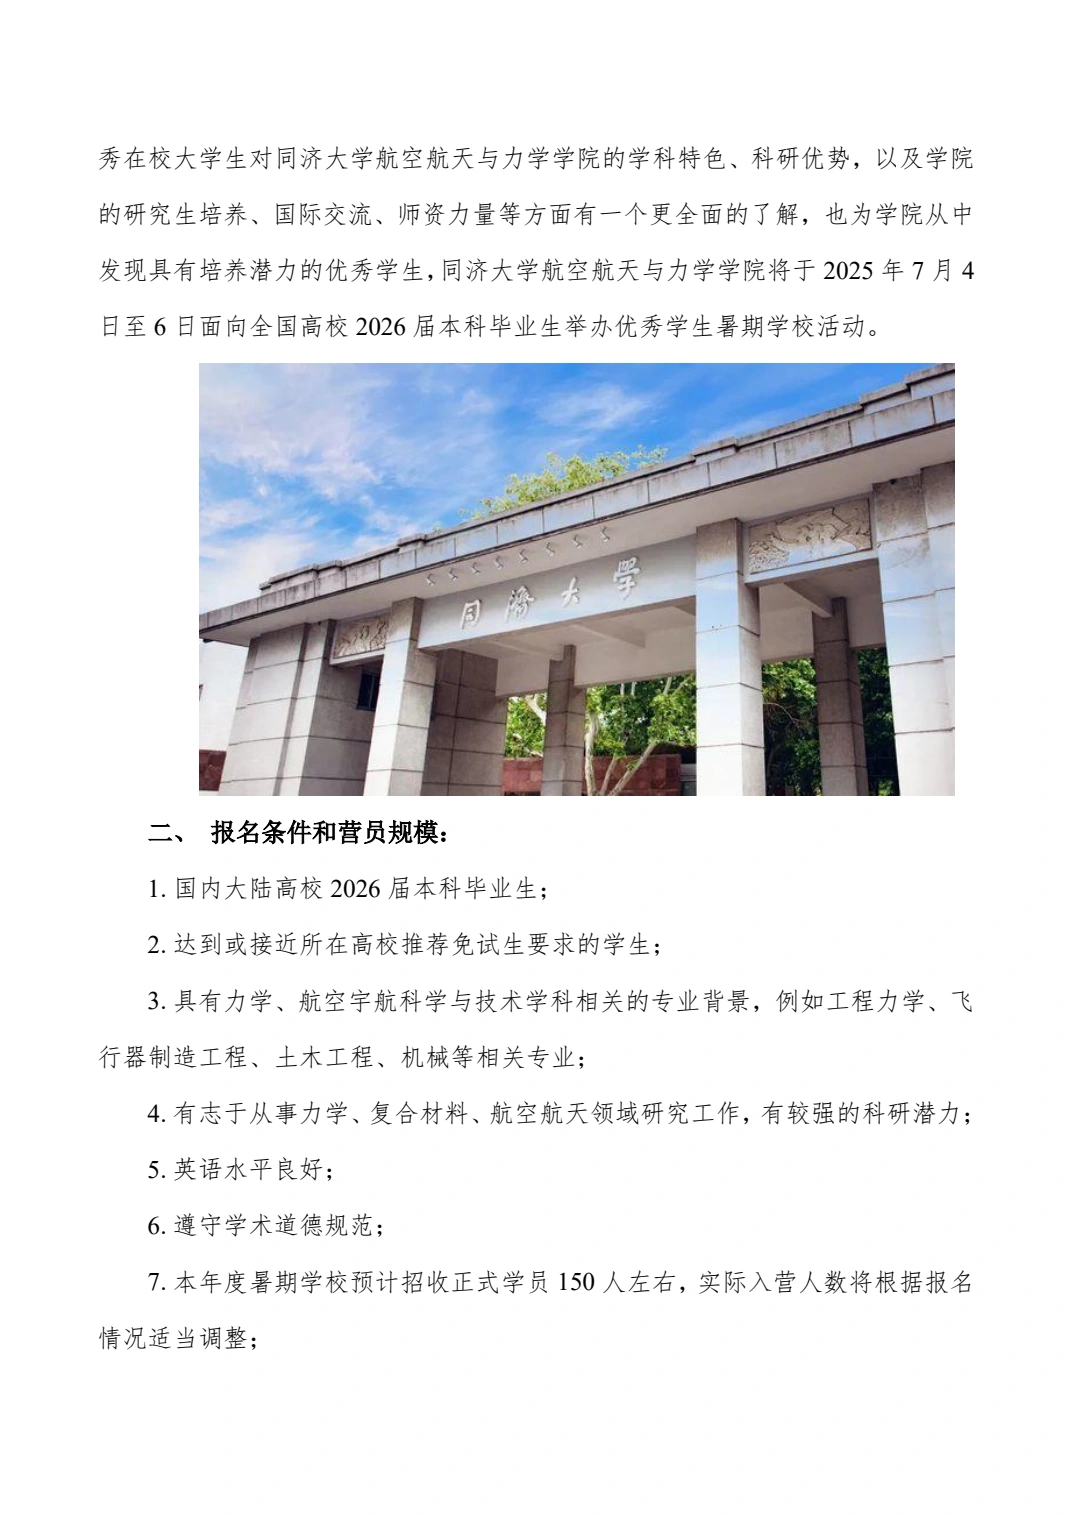 秀在校大学生对同济大学航空航天与力学学院的学科特色、科研优势，以及学院
的研究生培养、国际交流、师资力量等方面有一个更全面的了解，也为学院从中
发现具有培养潜力的优秀学生，同济大学航空航天与力学学院将于 2025 年 7 月 4
日至 6 日面向全国高校 2026 届本科毕业生举办优秀学生暑期学校活动。
同濟大学
二、 报名条件和营员规模：
1. 国内大陆高校 2026 届本科毕业生；
2. 达到或接近所在高校推荐免试生要求的学生；
3. 具有力学、航空宇航科学与技术学科相关的专业背景，例如工程力学、飞
行器制造工程、土木工程、机械等相关专业；
4. 有志于从事力学、复合材料、航空航天领域研究工作，有较强的科研潜力；
5. 英语水平良好；
6. 遵守学术道德规范；
7. 本年度暑期学校预计招收正式学员 150 人左右，实际入营人数将根据报名
情况适当调整；